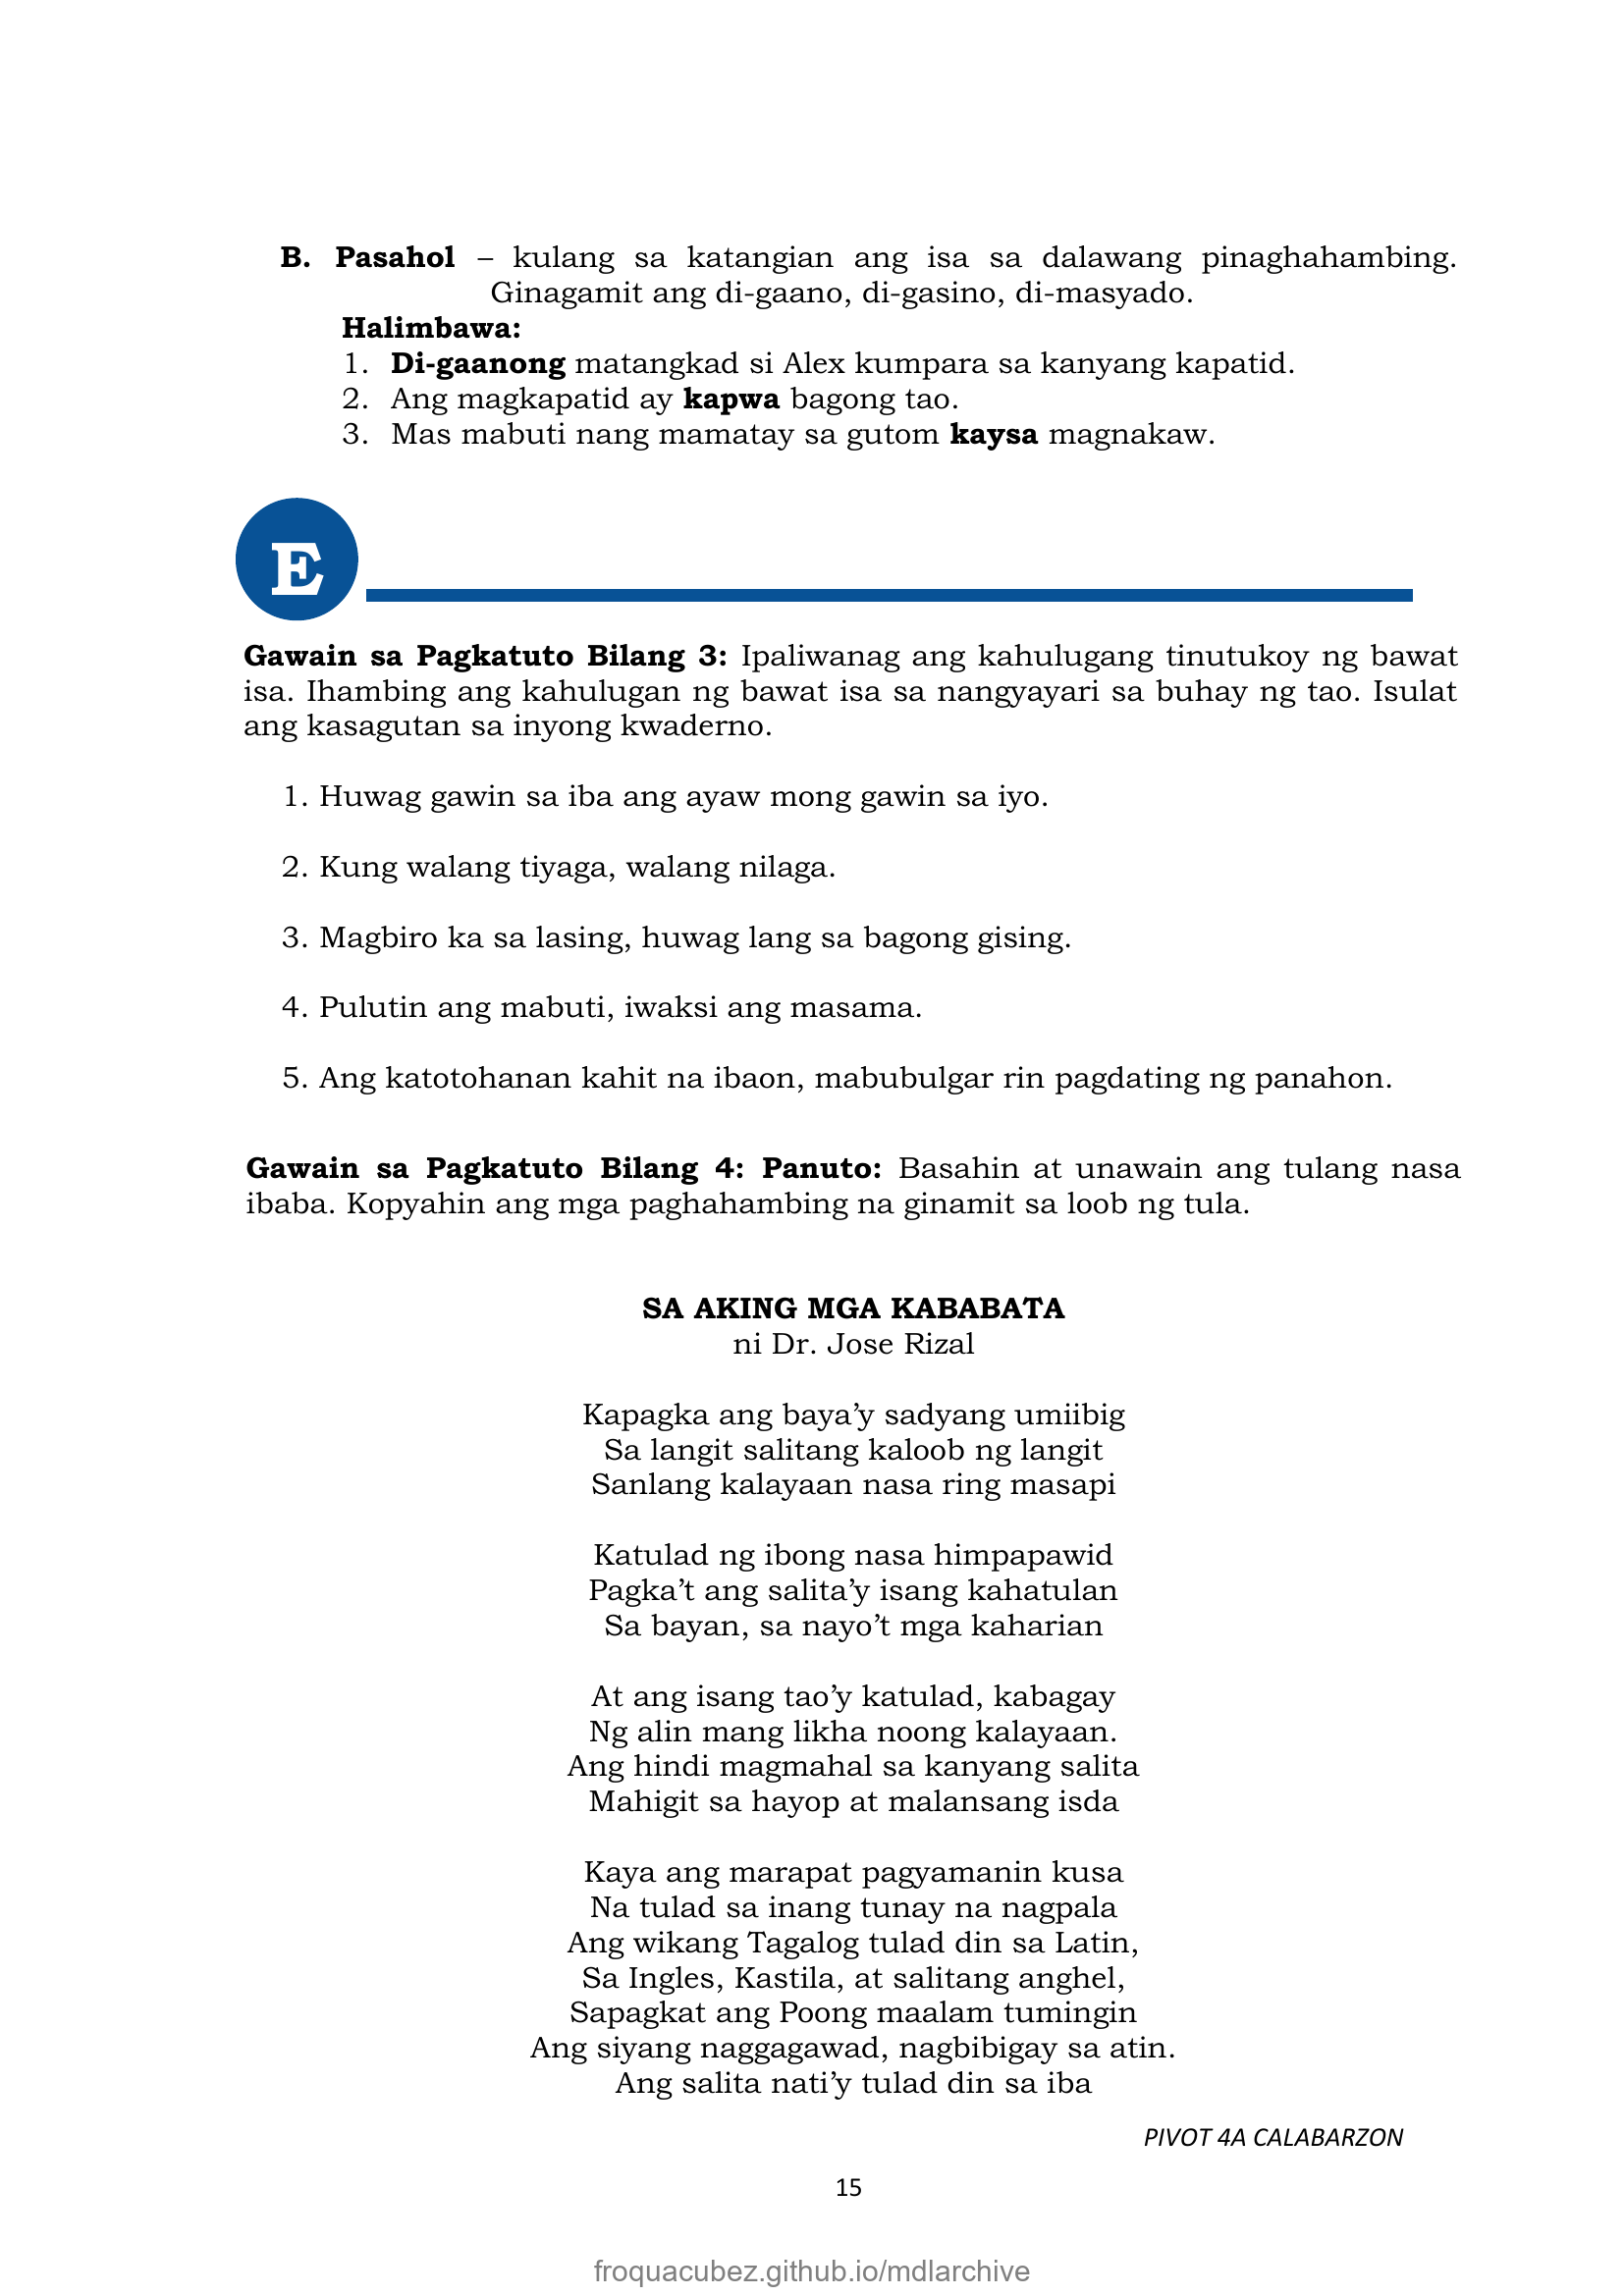 B. Pasahol – kulang sa katangian ang isa sa dalawang pinaghahambing.
Ginagamit ang di-gaano, di-gasino, di-masyado.
Halimbawa:
1. Di-gaanong matangkad si Alex kumpara sa kanyang kapatid.
2. Ang magkapatid ay kapwa bagong tao.
3. Mas mabuti nang mamatay sa gutom kaysa magnakaw.
E
Gawain sa Pagkatuto Bilang 3: Ipaliwanag ang kahulugang tinutukoy ng bawat
isa. Ihambing ang kahulugan ng bawat isa sa nangyayari sa buhay ng tao. Isulat
ang kasagutan sa inyong kwaderno.
1. Huwag gawin sa iba ang ayaw mong gawin sa iyo.
2. Kung walang tiyaga, walang nilaga.
3. Magbiro ka sa lasing, huwag lang sa bagong gising.
4. Pulutin ang mabuti, iwaksi ang masama.
5. Ang katotohanan kahit na ibaon, mabubulgar rin pagdating ng panahon.
Gawain sa Pagkatuto Bilang 4: Panuto: Basahin at unawain ang tulang nasa
ibaba. Kopyahin ang mga paghahambing na ginamit sa loob ng tula.
SA AKING MGA KABABATA
ni Dr. Jose Rizal
Kapagka ang baya’y sadyang umiibig
Sa langit salitang kaloob ng langit
Sanlang kalayaan nasa ring masapi
Katulad ng ibong nasa himpapawid
Pagka’t ang salita’y isang kahatulan
Sa bayan, sa nayo’t mga kaharian
At ang isang tao’y katulad, kabagay
Ng alin mang likha noong kalayaan.
Ang hindi magmahal sa kanyang salita
Mahigit sa hayop at malansang isda
Kaya ang marapat pagyamanin kusa
Na tulad sa inang tunay na nagpala
Ang wikang Tagalog tulad din sa Latin,
Sa Ingles, Kastila, at salitang anghel,
Sapagkat ang Poong maalam tumingin
Ang siyang naggagawad, nagbibigay sa atin.
Ang salita nati’y tulad din sa iba
PIVOT 4A CALABARZON
15
froquacubez.github.io/mdlarchive